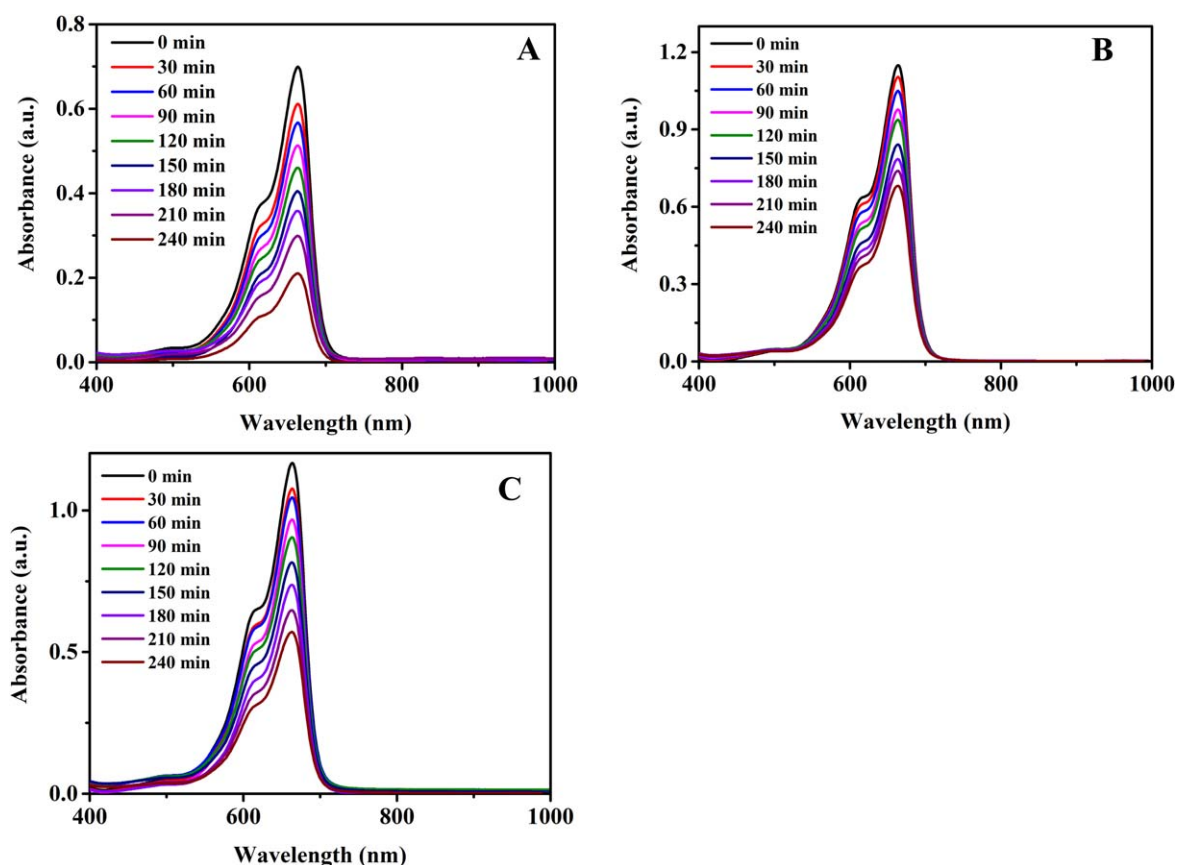 A
0 min
30 min
60 min
90 min
120 min
150 min
180 min
210 min
240 min
Absorbance (a.u.)
0.8
0.6
0.4
0.2
0.0
400
600
800
1000
Wavelength (nm)
B
0 min
30 min
60 min
90 min
120 min
150 min
180 min
210 min
240 min
Absorbance (a.u.)
1.2
0.9
0.6
0.3
0.0
400
600
800
1000
Wavelength (nm)
C
0 min
30 min
60 min
90 min
120 min
150 min
180 min
210 min
240 min
Absorbance (a.u.)
1.0
0.5
0.0
400
600
800
1000
Wavelength (nm)